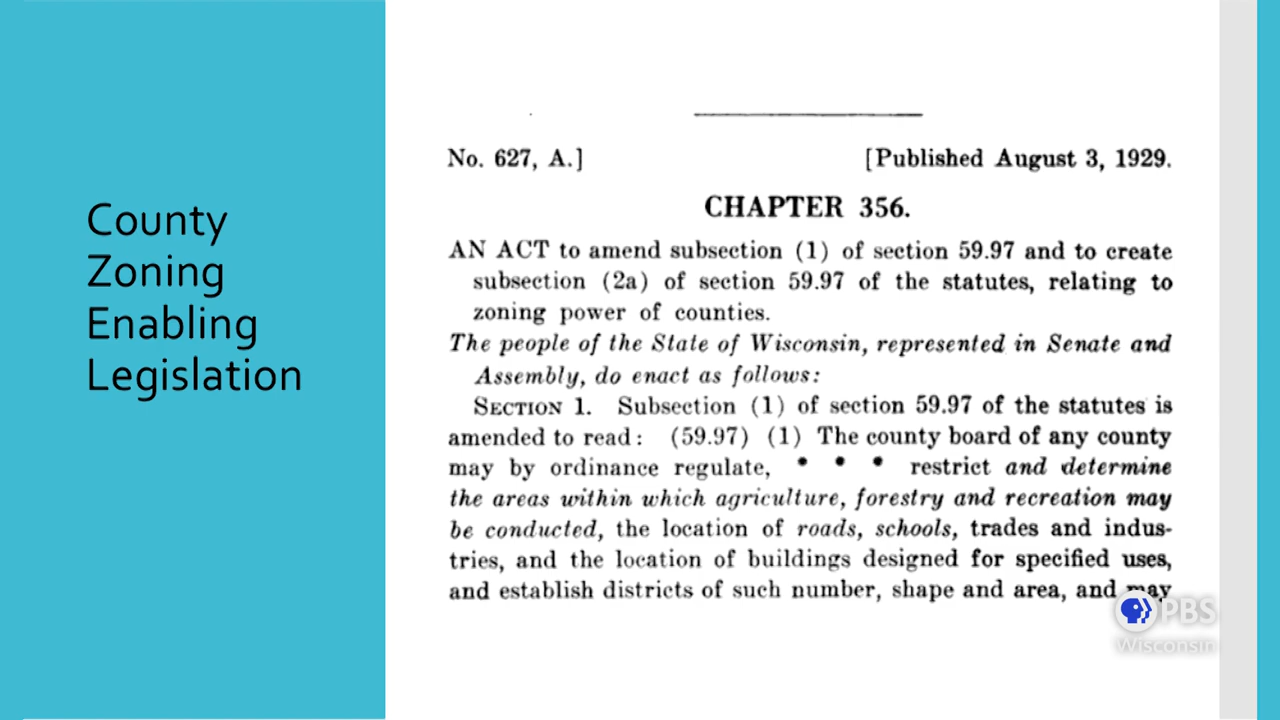 County
Zoning
Enabling
Legislation
No. 627, A.] [Published August 3, 1929.
CHAPTER 356.
AN ACT to amend subsection (1) of section 59.97 and to create
subsection (2a) of section 59.97 of the statutes, relating to
zoning power of counties.
The people of the State of Wisconsin, represented in Senate and
Assembly, do enact as follows:
SECTION 1. Subsection (1) of section 59.97 of the statutes is
amended to read: (59.97) (1) The county board of any county
may by ordinance regulate, * * * restrict and determine
the areas within which agriculture, forestry and recreation may
be conducted, the location of roads, schools, trades and indus-
tries, and the location of buildings designed for specified uses,
and establish districts of such number, shape and area, and may
PBS
Wisconsin